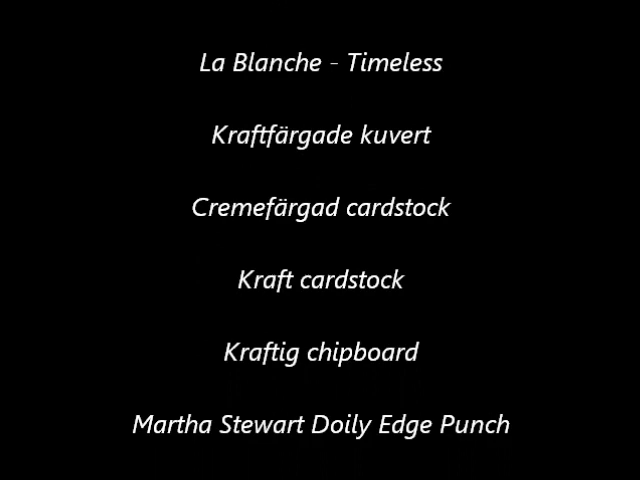 La Blanche - Timeless
Kraftfärgade kuvert
Cremefärgad cardstock
Kraft cardstock
Kraftig chipboard
Martha Stewart Doily Edge Punch